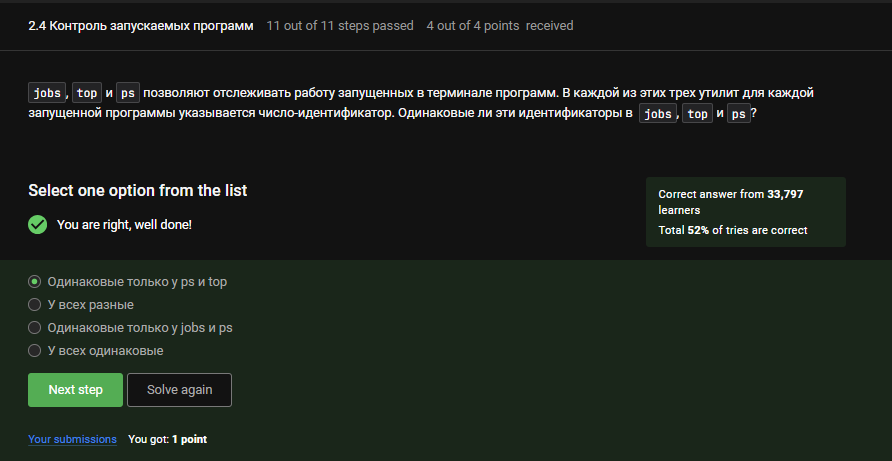 2.4 Контроль запускаемых программ 11 out of 11 steps passed 4 out of 4 points received
jobs, top и ps позволяют отслеживать работу запущенных в терминале программ. В каждой из этих трех утилит для каждой
запущенной программы указывается число-идентификатор. Одинаковые ли эти идентификаторы в jobs, top и ps?
Select one option from the list
You are right, well done!
Correct answer from 33,797
learners
Total 52% of tries are correct
Одинаковые только у ps и top
У всех разные
Одинаковые только у jobs и ps
У всех одинаковые
Next step Solve again
Your submissions You got: 1 point